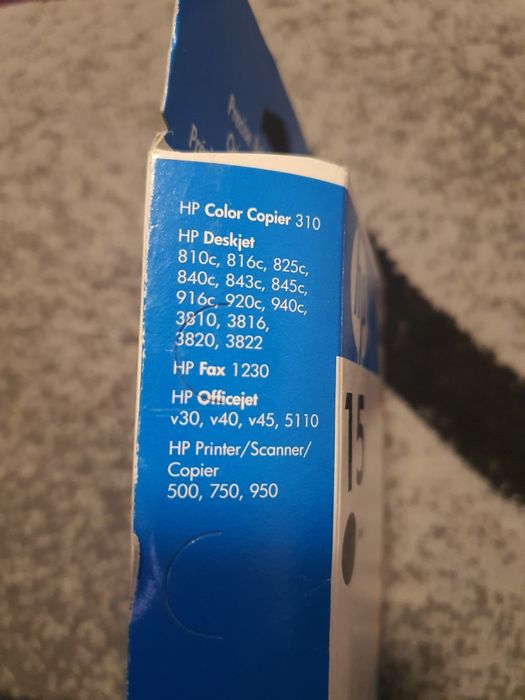 HP Color Copier 310
HP Deskjet
810c, 816c, 825c,
840c, 843c, 845c,
916c, 920c, 940c,
3810, 3816,
3820, 3822
HP Fax 1230
HP Officejet
v30, v40, v45, 5110
HP Printer/Scanner/
Copier
500, 750, 950
hp
15